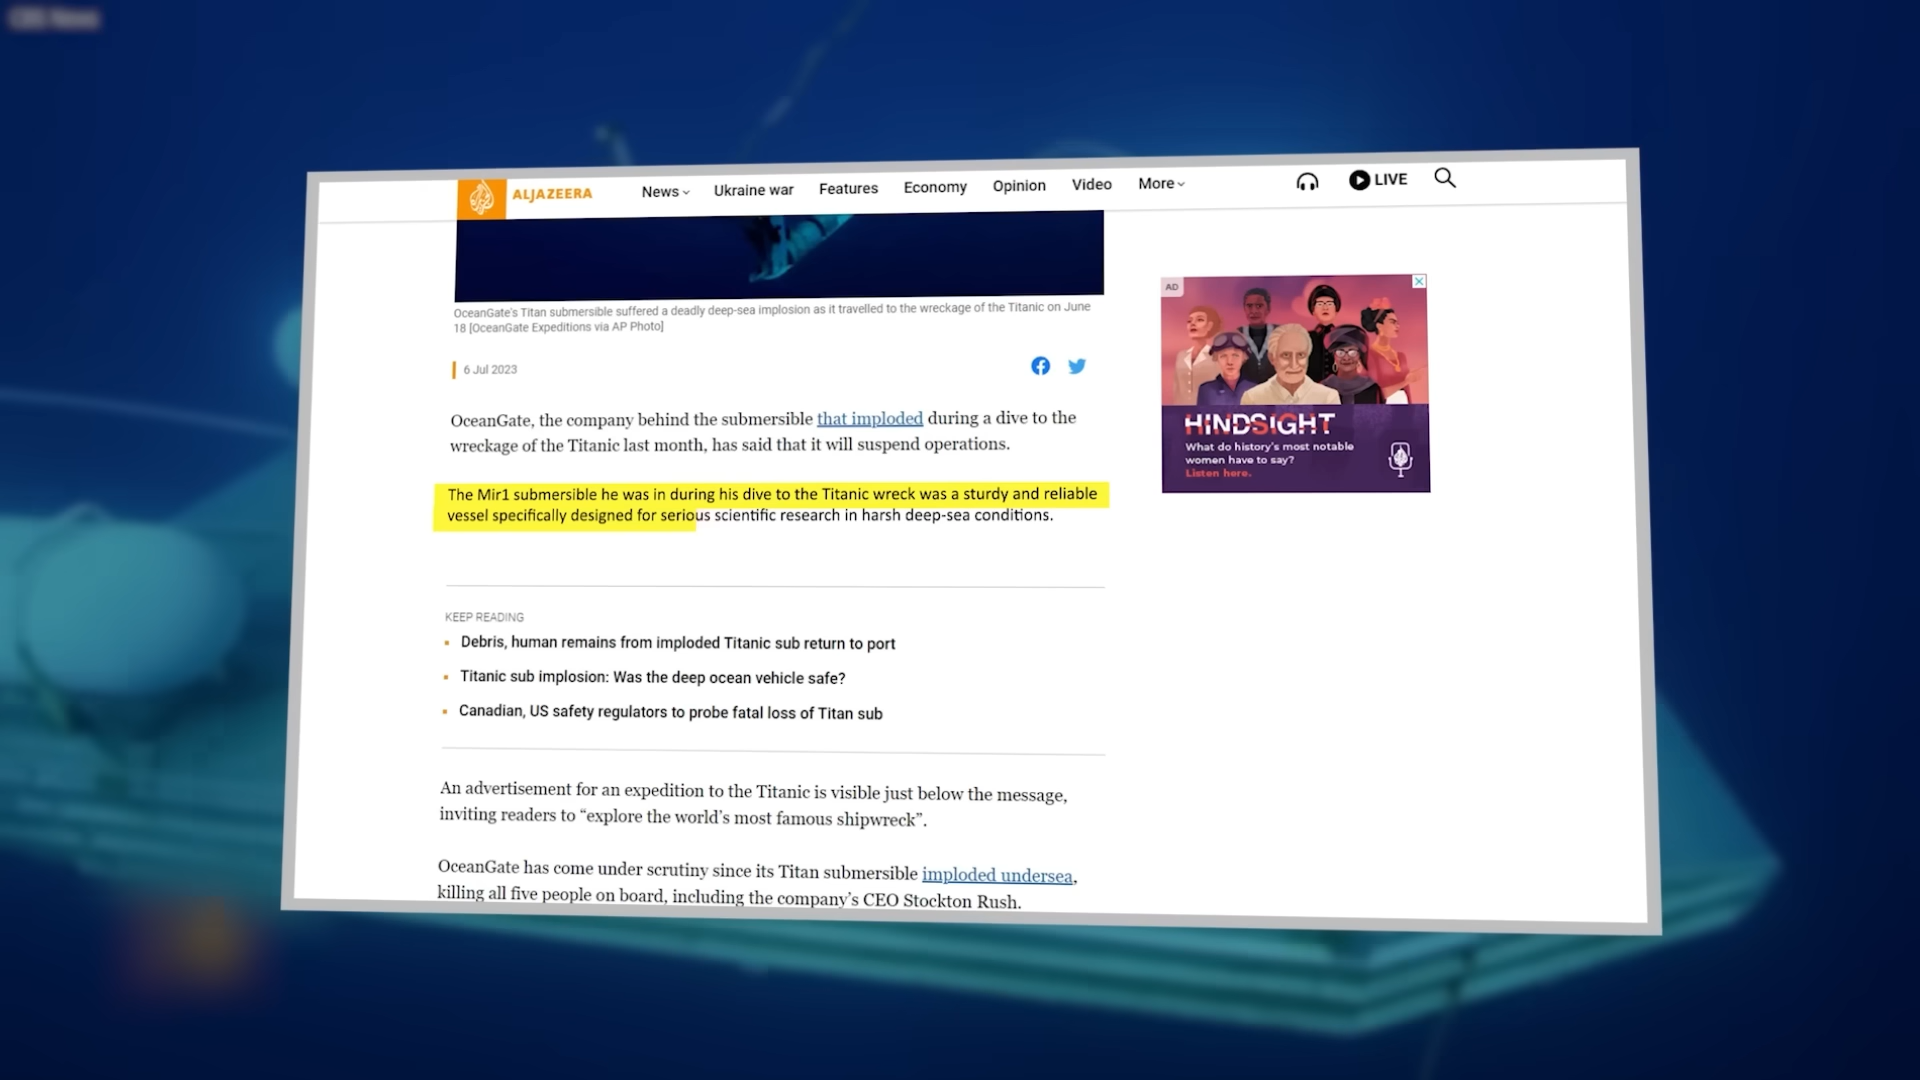 CBS News
ALJAZEERA
News
Ukraine war
Features
Economy
Opinion
Video
More
LIVE
OceanGate's Titan submersible suffered a deadly deep-sea implosion as it travelled to the wreckage of the Titanic on June
18 [OceanGate Expeditions via AP Photo]
6 Jul 2023
OceanGate, the company behind the submersible that imploded during a dive to the
wreckage of the Titanic last month, has said that it will suspend operations.
The Mir1 submersible he was in during his dive to the Titanic wreck was a sturdy and reliable
vessel specifically designed for serious scientific research in harsh deep-sea conditions.
KEEP READING
Debris, human remains from imploded Titanic sub return to port
Titanic sub implosion: Was the deep ocean vehicle safe?
Canadian, US safety regulators to probe fatal loss of Titan sub
An advertisement for an expedition to the Titanic is visible just below the message,
inviting readers to “explore the world’s most famous shipwreck”.
OceanGate has come under scrutiny since its Titan submersible imploded undersea,
killing all five people on board, including the company’s CEO Stockton Rush.
AD
HINDSIGHT
What do history's most notable
women have to say?
Listen here.